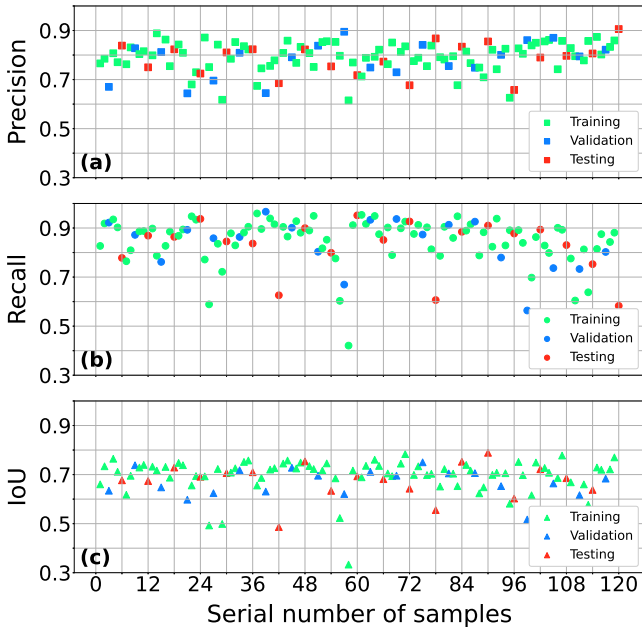 0.9
0.7
0.5
0.3
Precision
(a)
Training
Validation
Testing
0.9
0.7
0.5
0.3
Recall
(b)
Training
Validation
Testing
0.9
0.7
0.5
0.3
IoU
(c)
Training
Validation
Testing
0 12 24 36 48 60 72 84 96 108 120
Serial number of samples